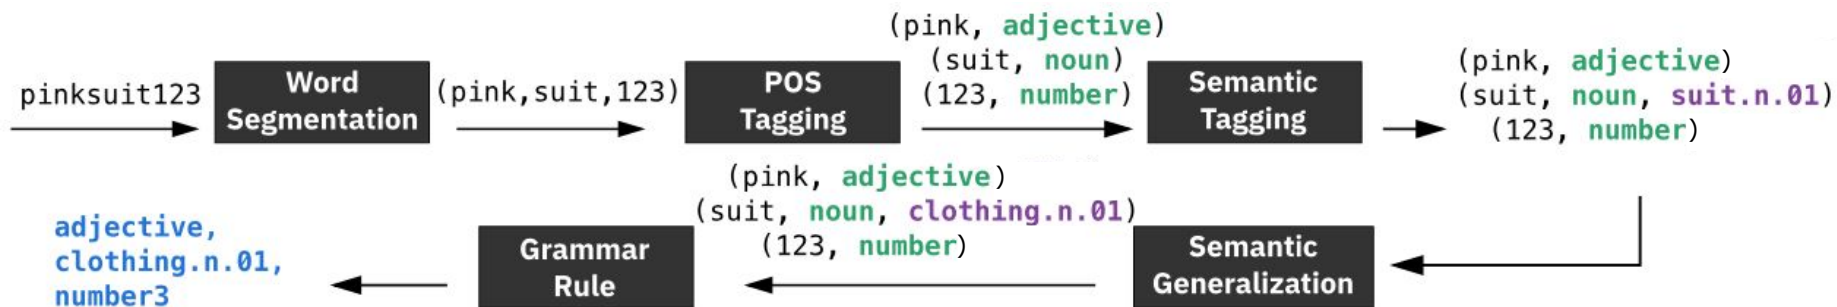 pinksuit123
Word
Segmentation
(pink,suit,123)
POS
Tagging
(pink, adjective)
(suit, noun)
(123, number)
Semantic
Tagging
(pink, adjective)
(suit, noun, suit.n.01)
(123, number)
Semantic
Generalization
(pink, adjective)
(suit, noun, clothing.n.01)
(123, number)
Grammar
Rule
adjective,
clothing.n.01,
number3